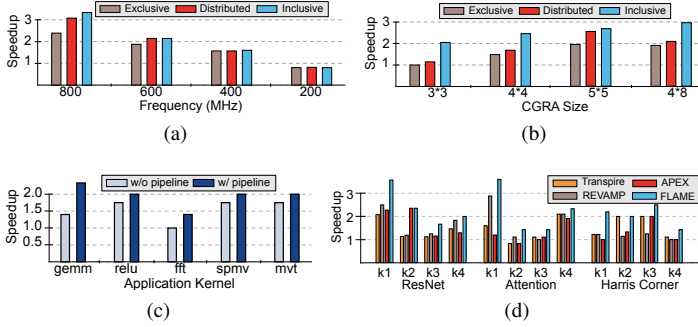 Exclusive Distributed Inclusive
Speedup
3
2
1
800 600 400 200
Frequency (MHz)
(a)
Exclusive Distributed Inclusive
Speedup
3
2
1
3*3 4*4 5*5 4*8
CGRA Size
(b)
w/o pipeline w/ pipeline
Speedup
2.0
1.5
1.0
0.5
gemm relu fft spmv mvt
Application Kernel
(c)
Transpire APEX
REVAMP FLAME
Speedup
3
2
1
k1 k2 k3 k4 k1 k2 k3 k4 k1 k2 k3 k4
ResNet Attention Harris Corner
(d)